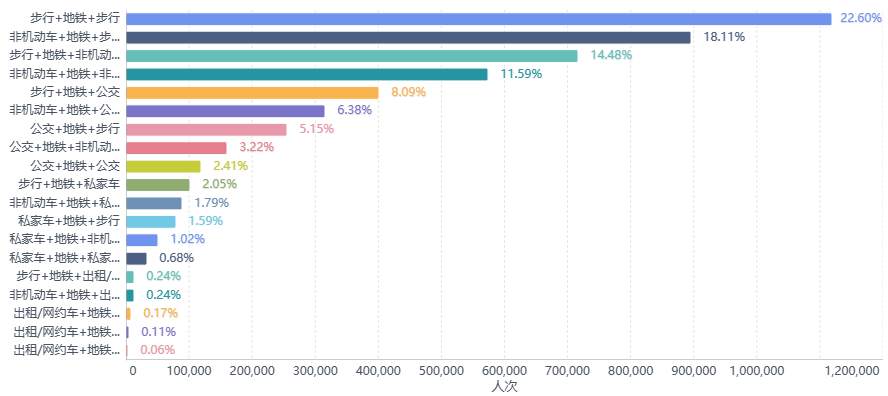 步行+地铁+步行 22.60%
非机动车+地铁+步... 18.11%
步行+地铁+非机动... 14.48%
非机动车+地铁+非... 11.59%
步行+地铁+公交 8.09%
非机动车+地铁+公... 6.38%
公交+地铁+步行 5.15%
公交+地铁+非机动... 3.22%
公交+地铁+公交 2.41%
步行+地铁+私家车 2.05%
非机动车+地铁+私... 1.79%
私家车+地铁+步行 1.59%
私家车+地铁+非机... 1.02%
私家车+地铁+私家... 0.68%
步行+地铁+出租/... 0.24%
非机动车+地铁+出... 0.24%
出租/网约车+地铁... 0.17%
出租/网约车+地铁... 0.11%
出租/网约车+地铁... 0.06%
0 100,000 200,000 300,000 400,000 500,000 600,000 700,000 800,000 900,000 1,000,000 1,200,000
人次